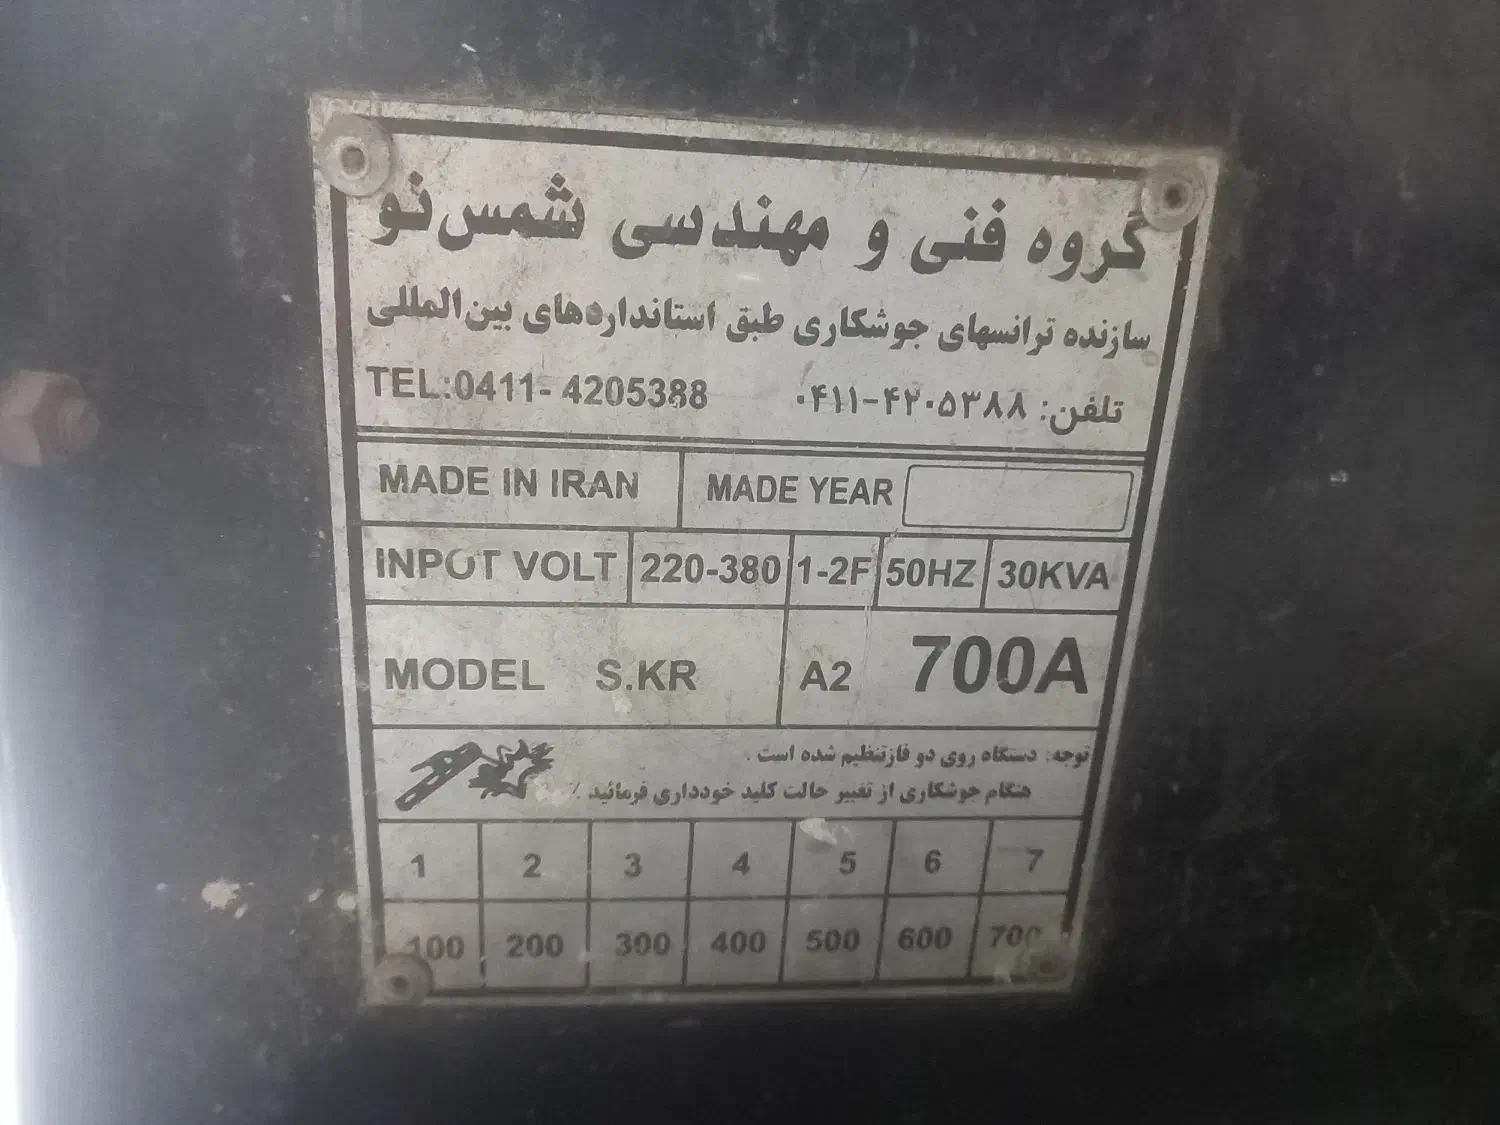 گروه فنی و مهندسی شمس‌نو
سازنده ترانسهای جوشکاری طبق استانداردهای بین‌المللی
تلفن: ۰۴۱۱-۴۲۰۵۳۸۸ TEL:0411- 4205388
MADE IN IRAN MADE YEAR
INPOT VOLT 220-380 1-2F 50HZ 30KVA
MODEL S.KR A2 700A
توجه: دستگاه روی دو فازتنظیم شده است .
هنگام جوشکاری از تغییر حالت کلید خودداری فرمائید ٪
1 2 3 4 5 6 7
100 200 300 400 500 600 700